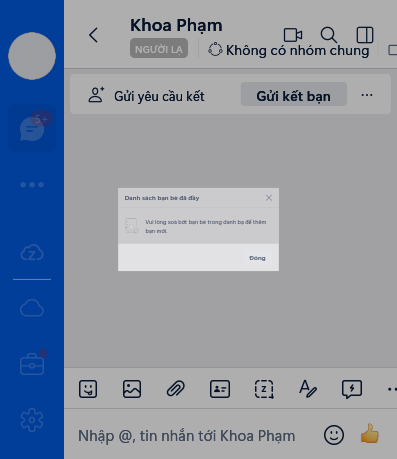 Khoa Phạm
NGƯỜI LẠ
Không có nhóm chung
5+
Gửi yêu cầu kết
Gửi kết bạn
Danh sách bạn bè đã đầy
Vui lòng xoá bớt bạn bè trong danh bạ để thêm
bạn mới.
Đóng
Nhập @, tin nhắn tới Khoa Phạm